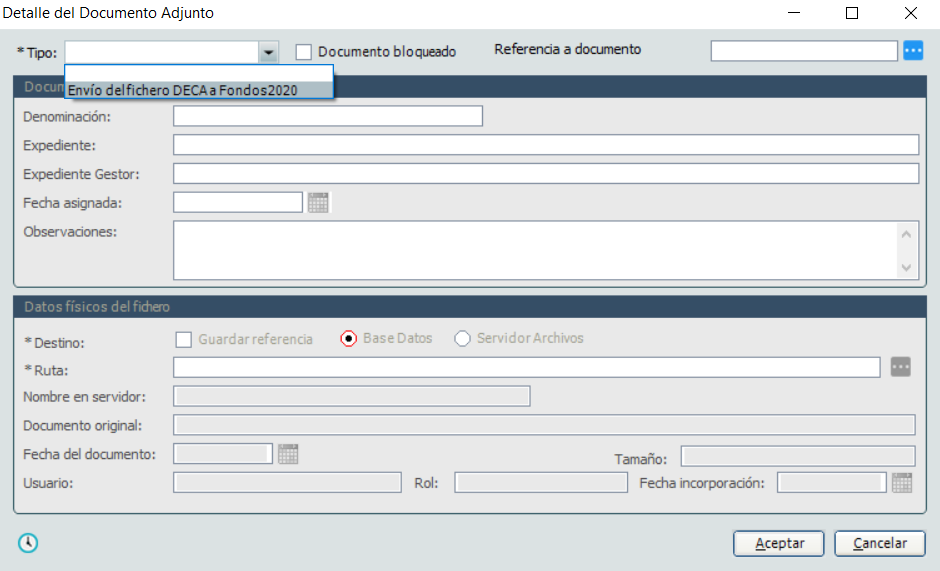 Detalle del Documento Adjunto
* Tipo:
Documento bloqueado
Referencia a documento
Envío del fichero DECA a Fondos2020
Docum
Denominación:
Expediente:
Expediente Gestor:
Fecha asignada:
Observaciones:
Datos físicos del fichero
* Destino:
Guardar referencia
Base Datos
Servidor Archivos
* Ruta:
Nombre en servidor:
Documento original:
Fecha del documento:
Tamaño:
Usuario:
Rol:
Fecha incorporación:
Aceptar
Cancelar